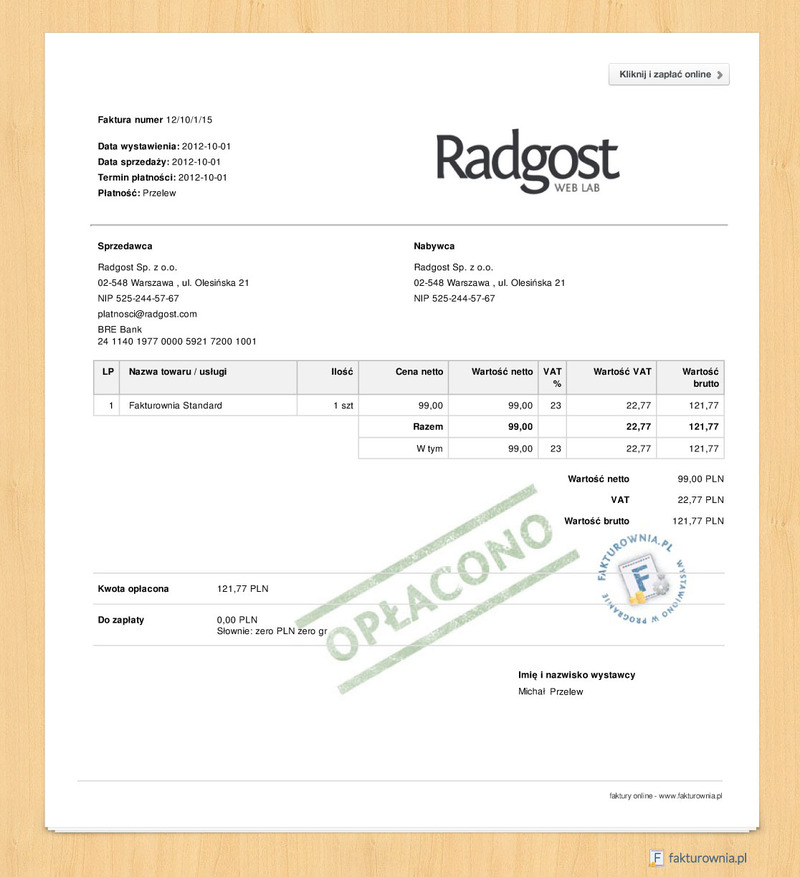 Kliknij i zapłać online
Faktura numer 12/10/1/15
Data wystawienia: 2012-10-01
Data sprzedaży: 2012-10-01
Termin płatności: 2012-10-01
Płatność: Przelew
Radgost
WEB LAB
Sprzedawca
Radgost Sp. z o.o.
02-548 Warszawa , ul. Olesińska 21
NIP 525-244-57-67
platnosci@radgost.com
BRE Bank
24 1140 1977 0000 5921 7200 1001
Nabywca
Radgost Sp. z o.o.
02-548 Warszawa , ul. Olesińska 21
NIP 525-244-57-67
LP Nazwa towaru / usługi Ilość Cena netto Wartość netto VAT % Wartość VAT Wartość brutto
1 Fakturownia Standard 1 szt 99,00 99,00 23 22,77 121,77
Razem 99,00 22,77 121,77
W tym 99,00 23 22,77 121,77
Wartość netto 99,00 PLN
VAT 22,77 PLN
Wartość brutto 121,77 PLN
OPŁACONO
FAKTUROWNIA.PL
WYSTAWIONO W PROGRAMIE
F
Kwota opłacona 121,77 PLN
Do zapłaty 0,00 PLN
Słownie: zero PLN zero gr
Imię i nazwisko wystawcy
Michał Przelew
faktury online - www.fakturownia.pl
F fakturownia.pl